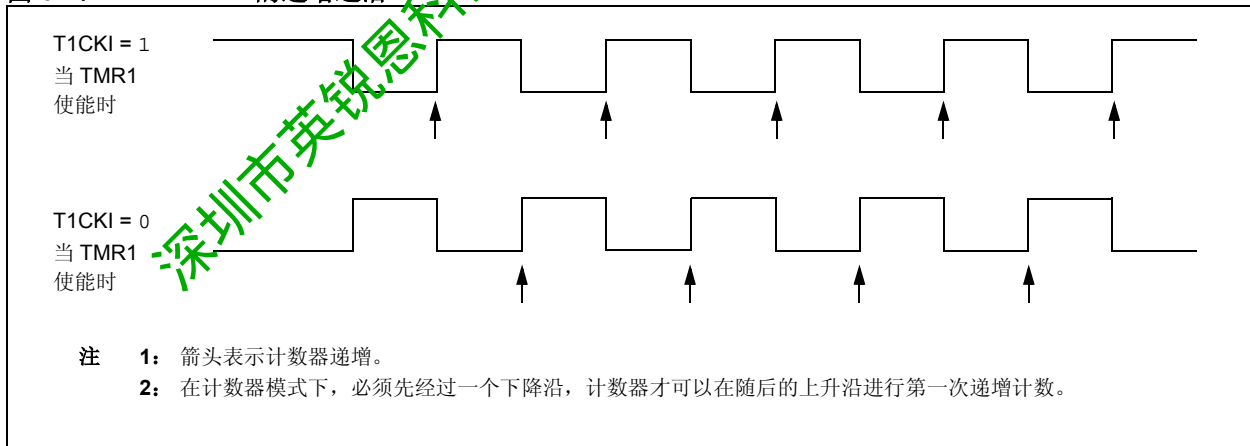 T1CKI = 1
当 TMR1
使能时
T1CKI = 0
当 TMR1
使能时
注 1： 箭头表示计数器递增。
2： 在计数器模式下，必须先经过一个下降沿，计数器才可以在随后的上升沿进行第一次递增计数。
深圳市英锐恩科